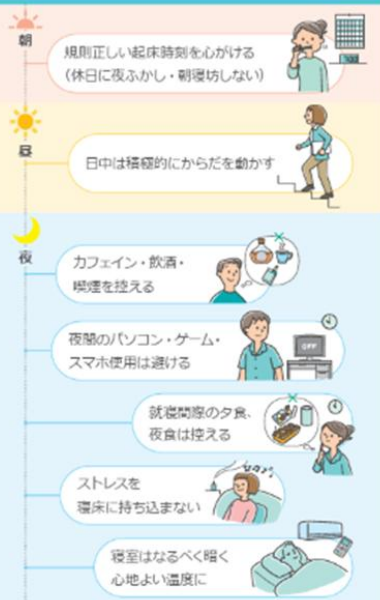 朝
規則正しい起床時刻を心がける
(休日に夜ふかし・朝寝坊しない)
昼
日中は積極的にからだを動かす
夜
カフェイン・飲酒・
喫煙を控える
夜間のパソコン・ゲーム・
スマホ使用は避ける
OFF
就寝間際の夕食、
夜食は控える
ストレスを
寝床に持ち込まない
寝室はなるべく暗く
心地よい温度に